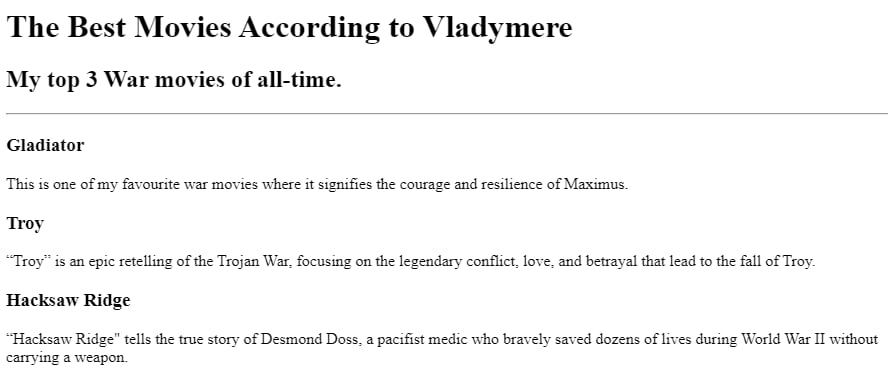 The Best Movies According to Vladymere
My top 3 War movies of all-time.
Gladiator
This is one of my favourite war movies where it signifies the courage and resilience of Maximus.
Troy
“Troy” is an epic retelling of the Trojan War, focusing on the legendary conflict, love, and betrayal that lead to the fall of Troy.
Hacksaw Ridge
“Hacksaw Ridge" tells the true story of Desmond Doss, a pacifist medic who bravely saved dozens of lives during World War II without
carrying a weapon.